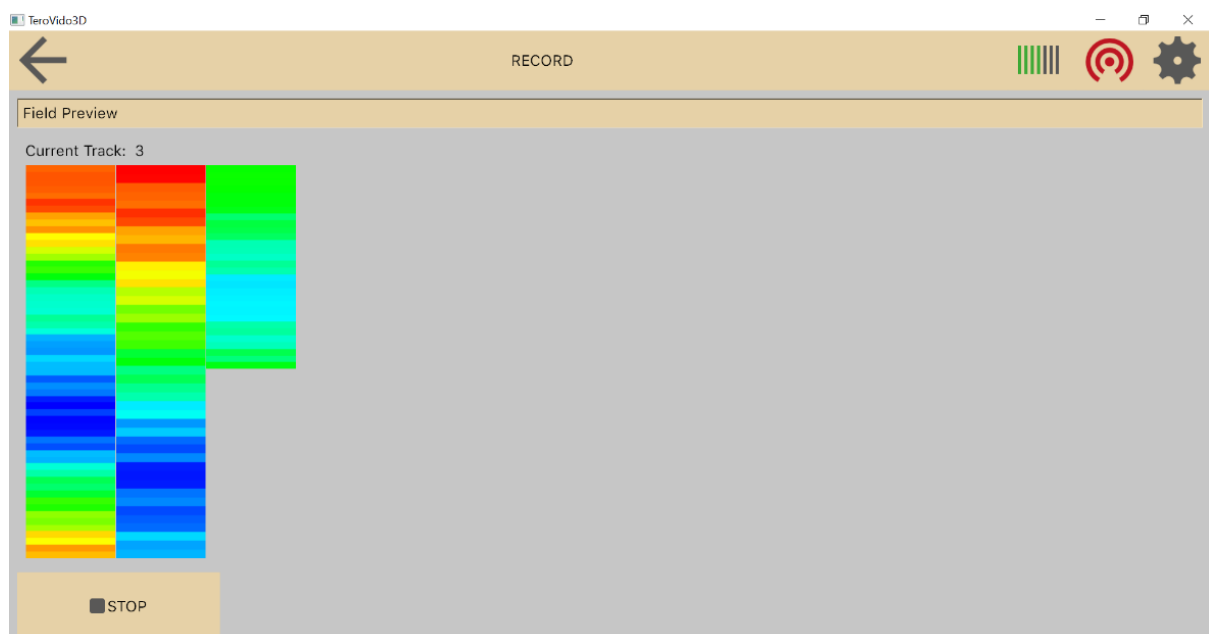 TeroVido3D
RECORD
Field Preview
Current Track: 3
STOP